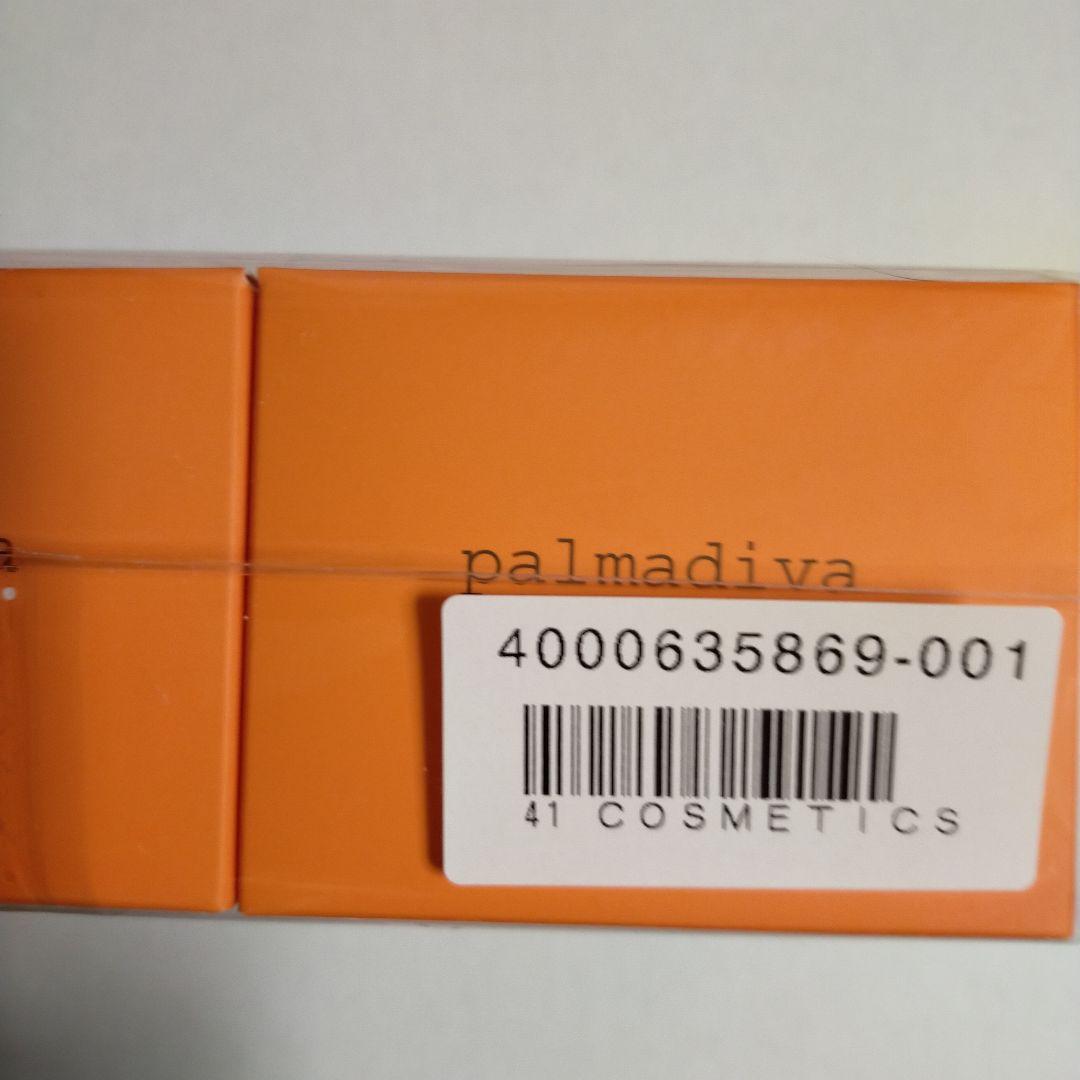 palmadiva
4000635869-001
41 COSMETICS